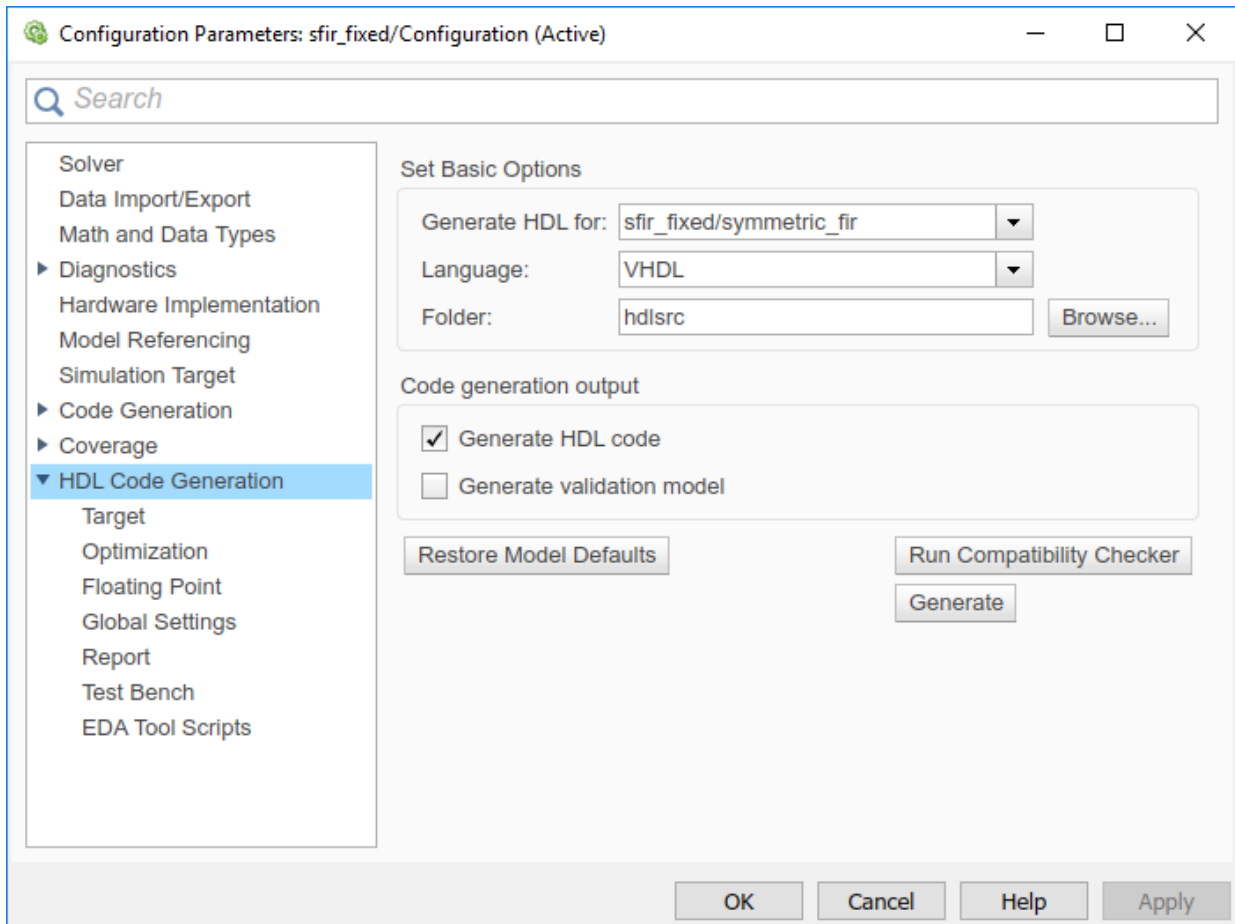 Configuration Parameters: sfir_fixed/Configuration (Active)
Search
Solver
Data Import/Export
Math and Data Types
Diagnostics
Hardware Implementation
Model Referencing
Simulation Target
Code Generation
Coverage
HDL Code Generation
Target
Optimization
Floating Point
Global Settings
Report
Test Bench
EDA Tool Scripts
Set Basic Options
Generate HDL for: sfir_fixed/symmetric_fir
Language: VHDL
Folder: hdlsrc Browse...
Code generation output
Generate HDL code
Generate validation model
Restore Model Defaults Run Compatibility Checker
Generate
OK Cancel Help Apply